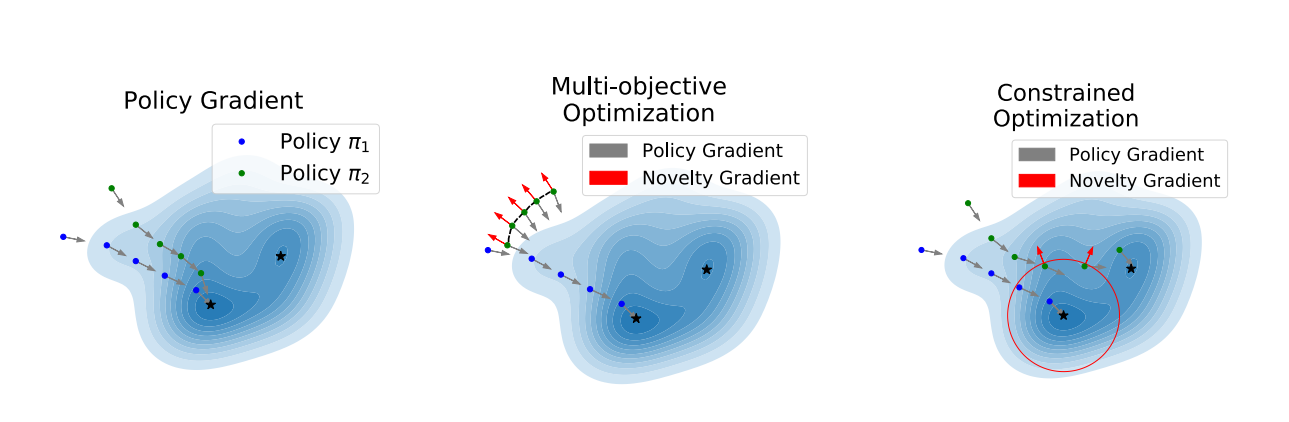 Policy Gradient
Policy π₁
Policy π₂
Multi-objective
Optimization
Policy Gradient
Novelty Gradient
Constrained
Optimization
Policy Gradient
Novelty Gradient